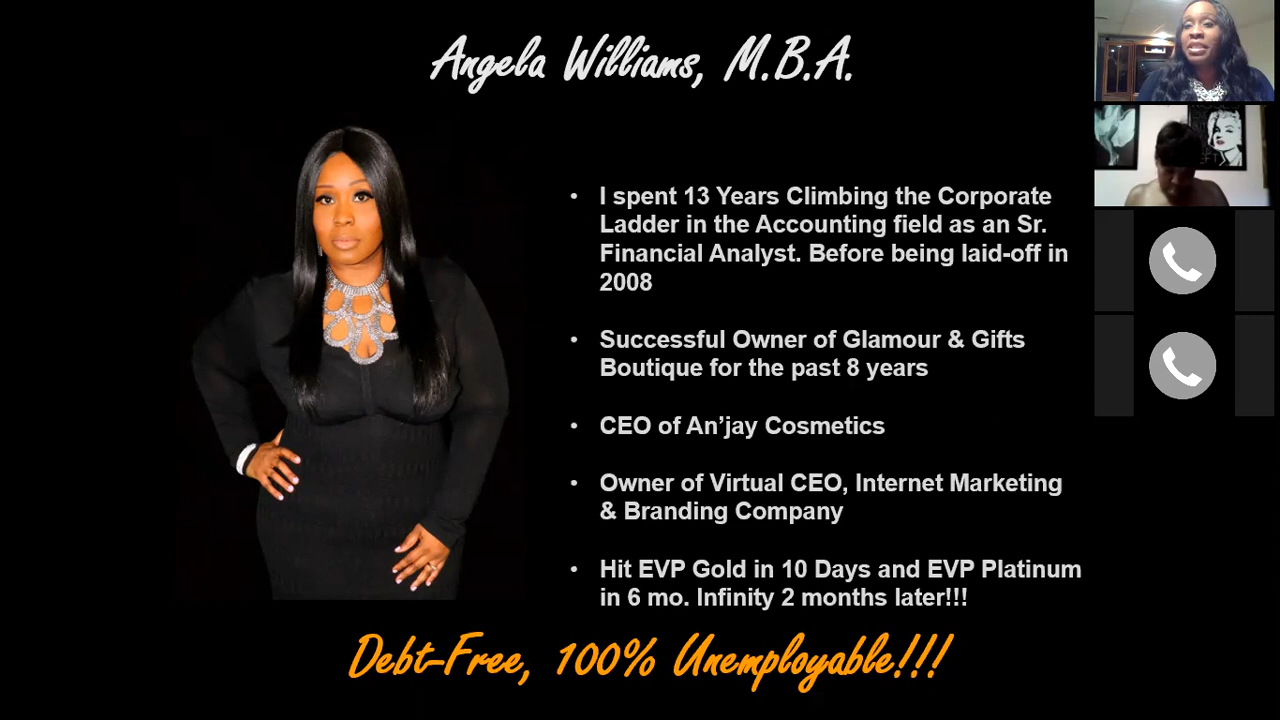 Angela Williams, M.B.A.
• I spent 13 Years Climbing the Corporate
Ladder in the Accounting field as an Sr.
Financial Analyst. Before being laid-off in
2008
• Successful Owner of Glamour & Gifts
Boutique for the past 8 years
• CEO of An’jay Cosmetics
• Owner of Virtual CEO, Internet Marketing
& Branding Company
• Hit EVP Gold in 10 Days and EVP Platinum
in 6 mo. Infinity 2 months later!!!
Debt-Free, 100% Unemployable!!!